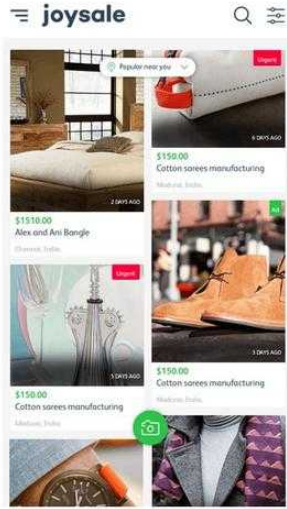 joysale
Popular near you
Urgent
6 DAYS AGO
$150.00
Cotton sarees manufacturing
Madurai, India.
2 DAYS AGO
$1510.00
Alex and Ani Bangle
Chennai, India.
Ad
3 DAYS AGO
$150.00
Cotton sarees manufacturing
Madurai, India.
Urgent
5 DAYS AGO
$150.00
Cotton sarees manufacturing
Madurai, India.